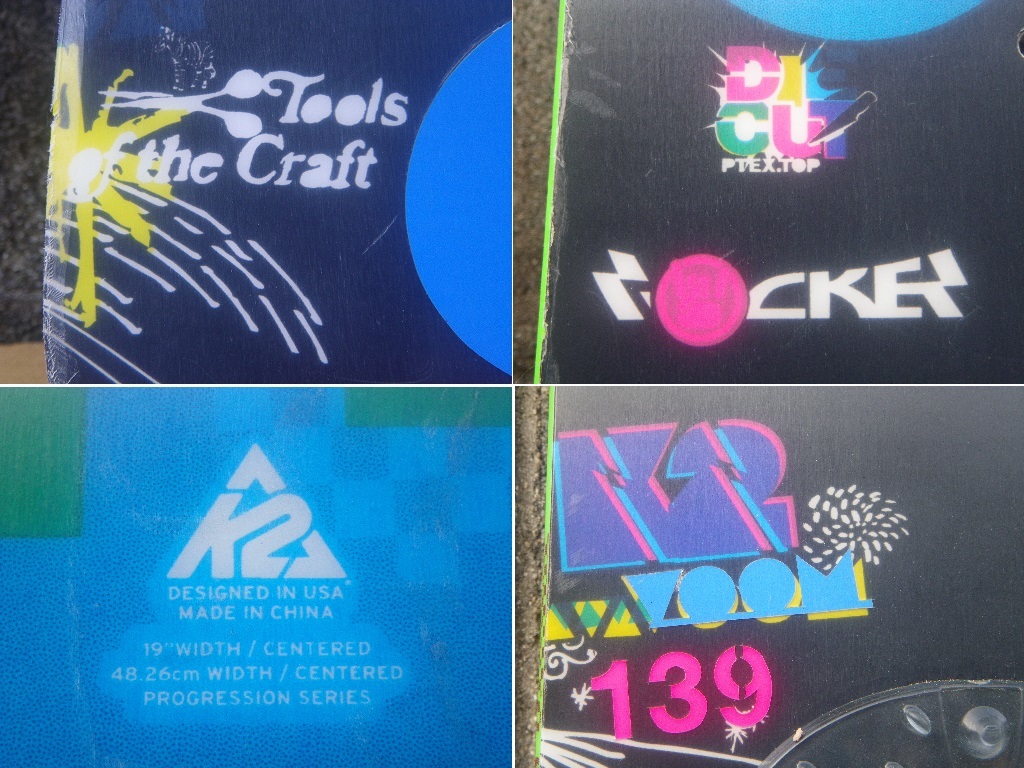 Tools
of the Craft
DI
CUT
PTEX.TOP
ROCKER
K2
DESIGNED IN USA
MADE IN CHINA
19" WIDTH / CENTERED
48.26cm WIDTH / CENTERED
PROGRESSION SERIES
ZOOM
139